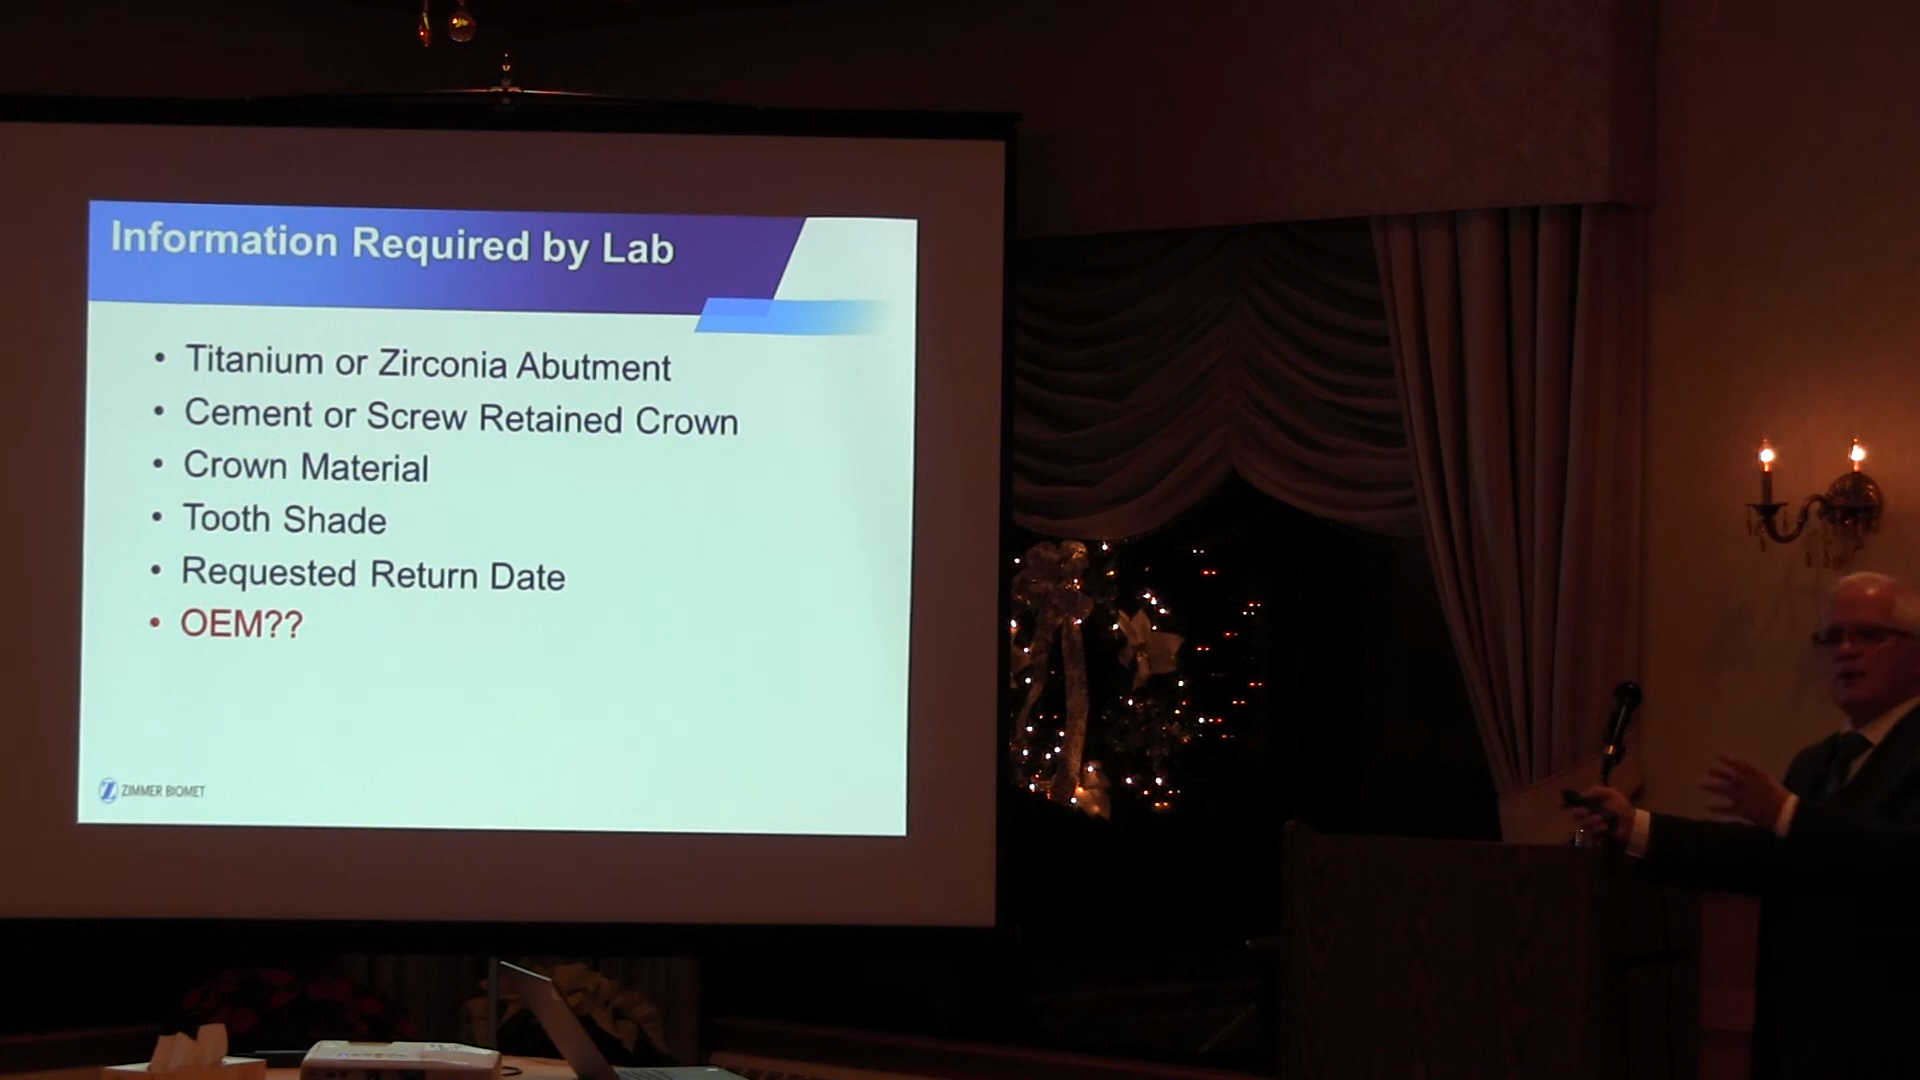 Information Required by Lab
• Titanium or Zirconia Abutment
• Cement or Screw Retained Crown
• Crown Material
• Tooth Shade
• Requested Return Date
• OEM??
ZIMMER BIOMET